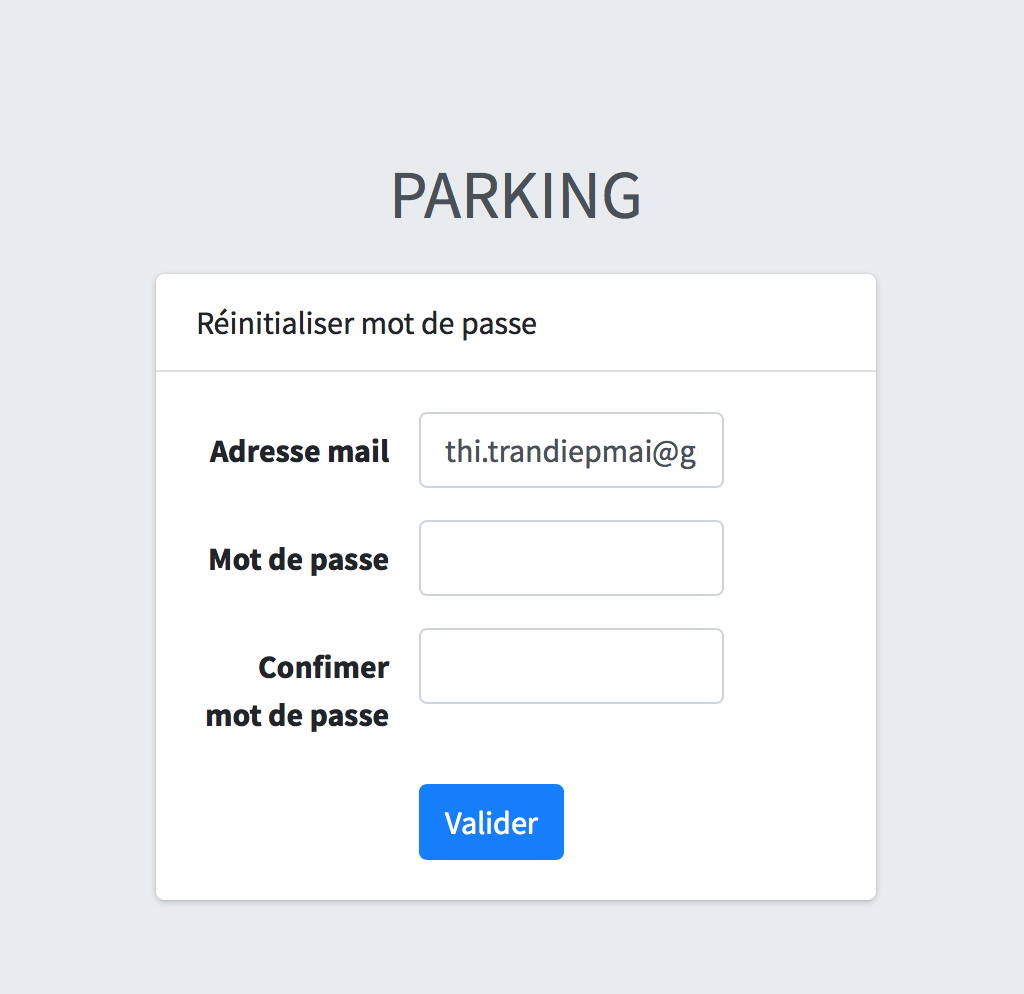 PARKING
Réinitialiser mot de passe
Adresse mail
thi.trandiepmai@g
Mot de passe
Confimer
mot de passe
Valider